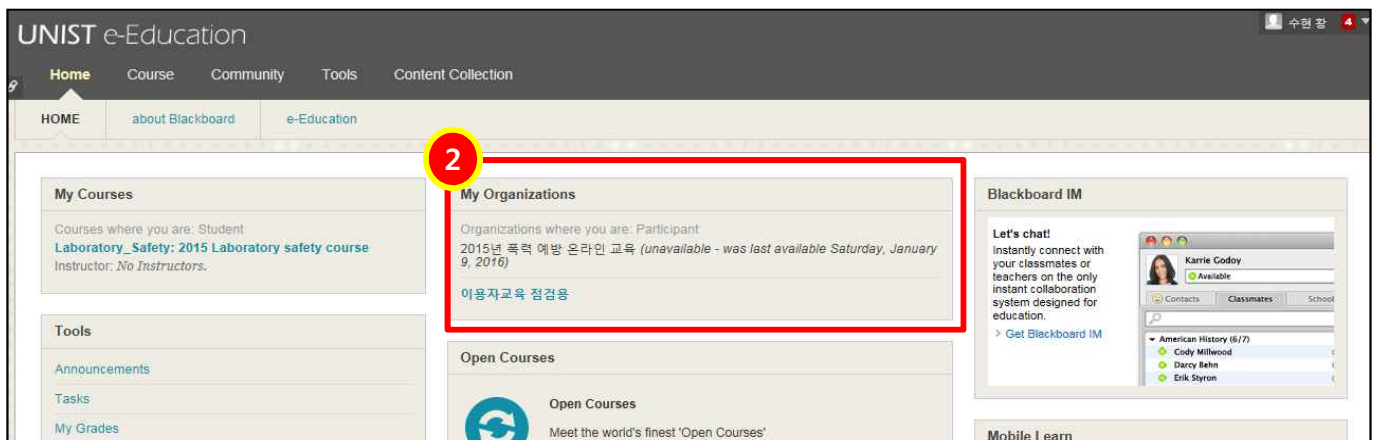 UNIST e-Education
수현 황 4
Home Course Community Tools Content Collection
HOME about Blackboard e-Education
2
My Courses
Courses where you are: Student
Laboratory_Safety: 2015 Laboratory safety course
Instructor: No Instructors.
Tools
Announcements
Tasks
My Grades
My Organizations
Organizations where you are: Participant
2015년 폭력 예방 온라인 교육 (unavailable - was last available Saturday, January
9, 2016)
이용자교육 점검용
Open Courses
Open Courses
Meet the world's finest 'Open Courses'
Blackboard IM
Let's chat!
Instantly connect with
your classmates or
teachers on the only
instant collaboration
system designed for
education.
> Get Blackboard IM
Karrie Godoy
Available
Contacts Classmates School
American History (6/7)
Cody Millwood
Darcy Behn
Erik Styron
Mobile Learn